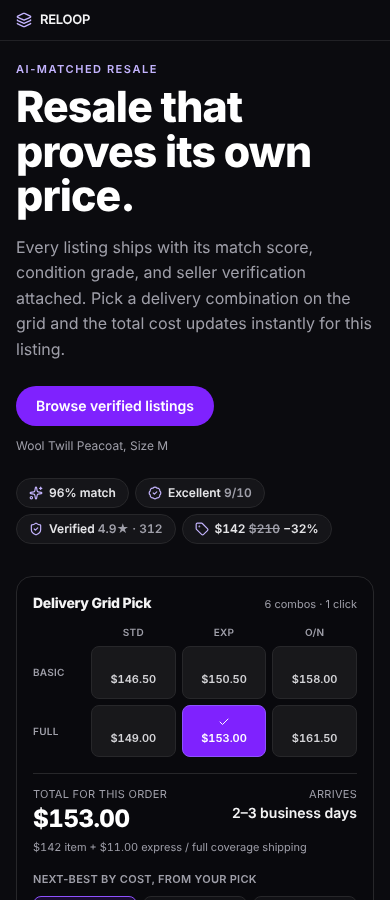 RELOOP
AI-MATCHED RESALE
Resale that
proves its own
price.
Every listing ships with its match score,
condition grade, and seller verification
attached. Pick a delivery combination on the
grid and the total cost updates instantly for this
listing.
Browse verified listings
Wool Twill Peacoat, Size M
96% match
Excellent 9/10
Verified 4.9★ · 312
$142 $210 −32%
Delivery Grid Pick
6 combos · 1 click
STD EXP O/N
BASIC $146.50 $150.50 $158.00
FULL $149.00 $153.00 $161.50
TOTAL FOR THIS ORDER
$153.00
ARRIVES
2–3 business days
$142 item + $11.00 express / full coverage shipping
NEXT-BEST BY COST, FROM YOUR PICK